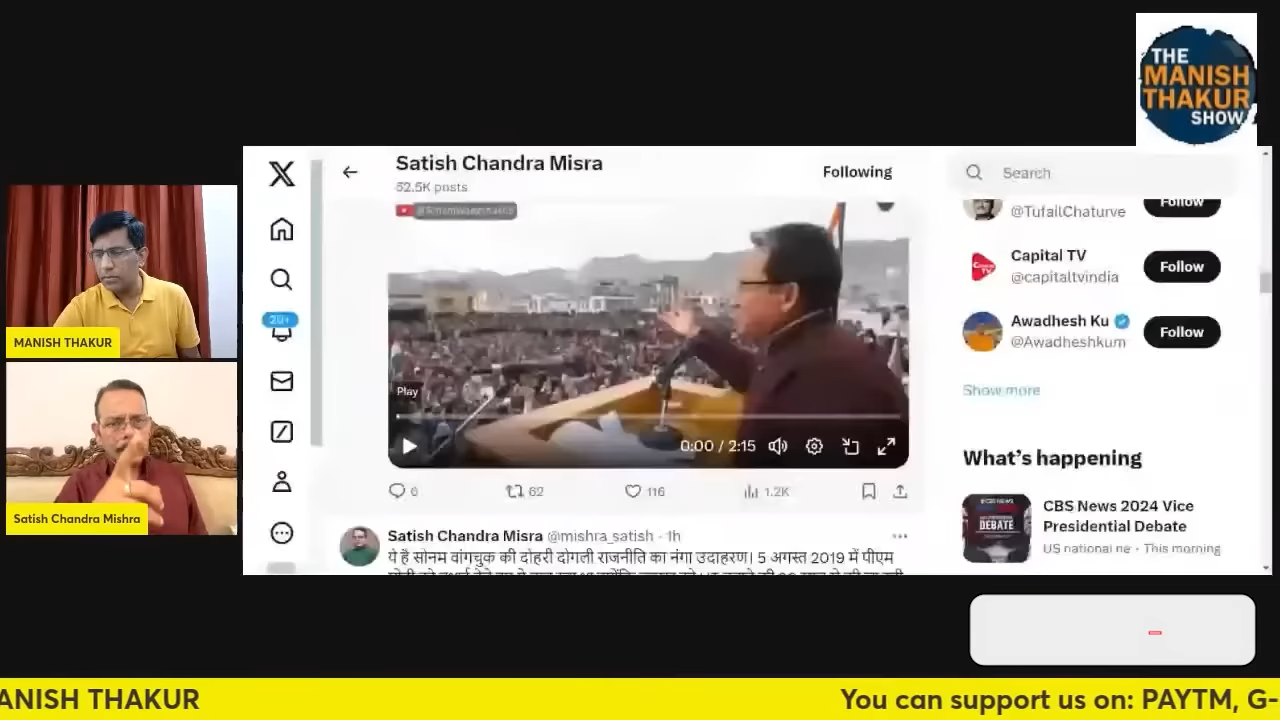 THE
MANISH
THAKUR
SHOW
Satish Chandra Misra
52.5K posts
Following
Search
20+
MANISH THAKUR
Satish Chandra Mishra
Play
0:00 / 2:15
6
62
116
1.2K
Satish Chandra Misra @mishra_satish · 1h
ये है सोनम वांगचुक की दोहरी दोगली राजनीति का नंगा उदाहरण। 5 अगस्त 2019 में पीएम
@TufailChaturve
Follow
Capital TV
@capitaltvindia
Follow
Awadhesh Ku
@Awadheshkum
Follow
Show more
What's happening
CBS NEWS
DEBATE
CBS News 2024 Vice
Presidential Debate
US national ne · This morning
ANISH THAKUR
You can support us on: PAYTM, G-